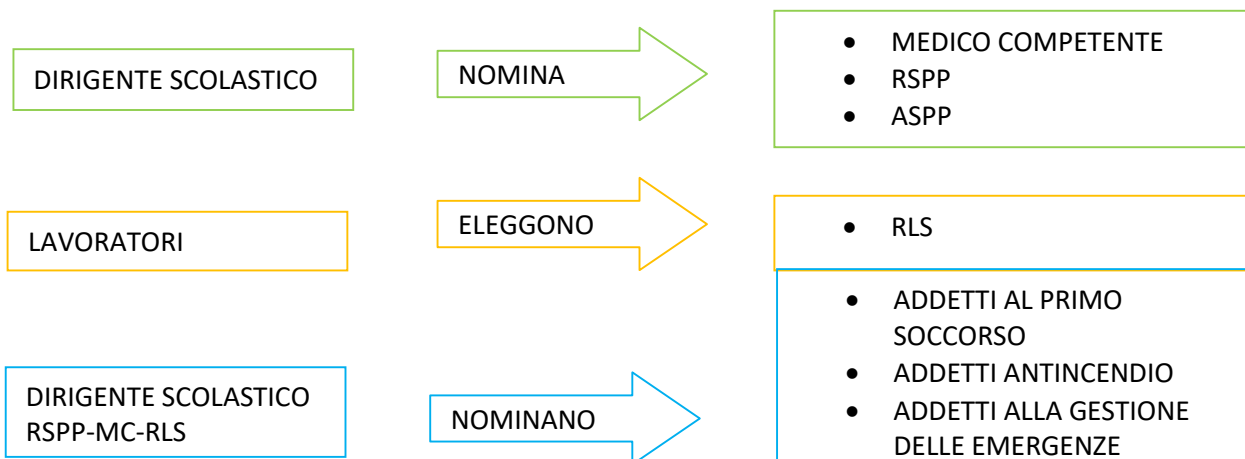 DIRIGENTE SCOLASTICO
NOMINA
• MEDICO COMPETENTE
• RSPP
• ASPP
LAVORATORI
ELEGGONO
• RLS
DIRIGENTE SCOLASTICO
RSPP-MC-RLS
NOMINANO
• ADDETTI AL PRIMO
SOCCORSO
• ADDETTI ANTINCENDIO
• ADDETTI ALLA GESTIONE
DELLE EMERGENZE